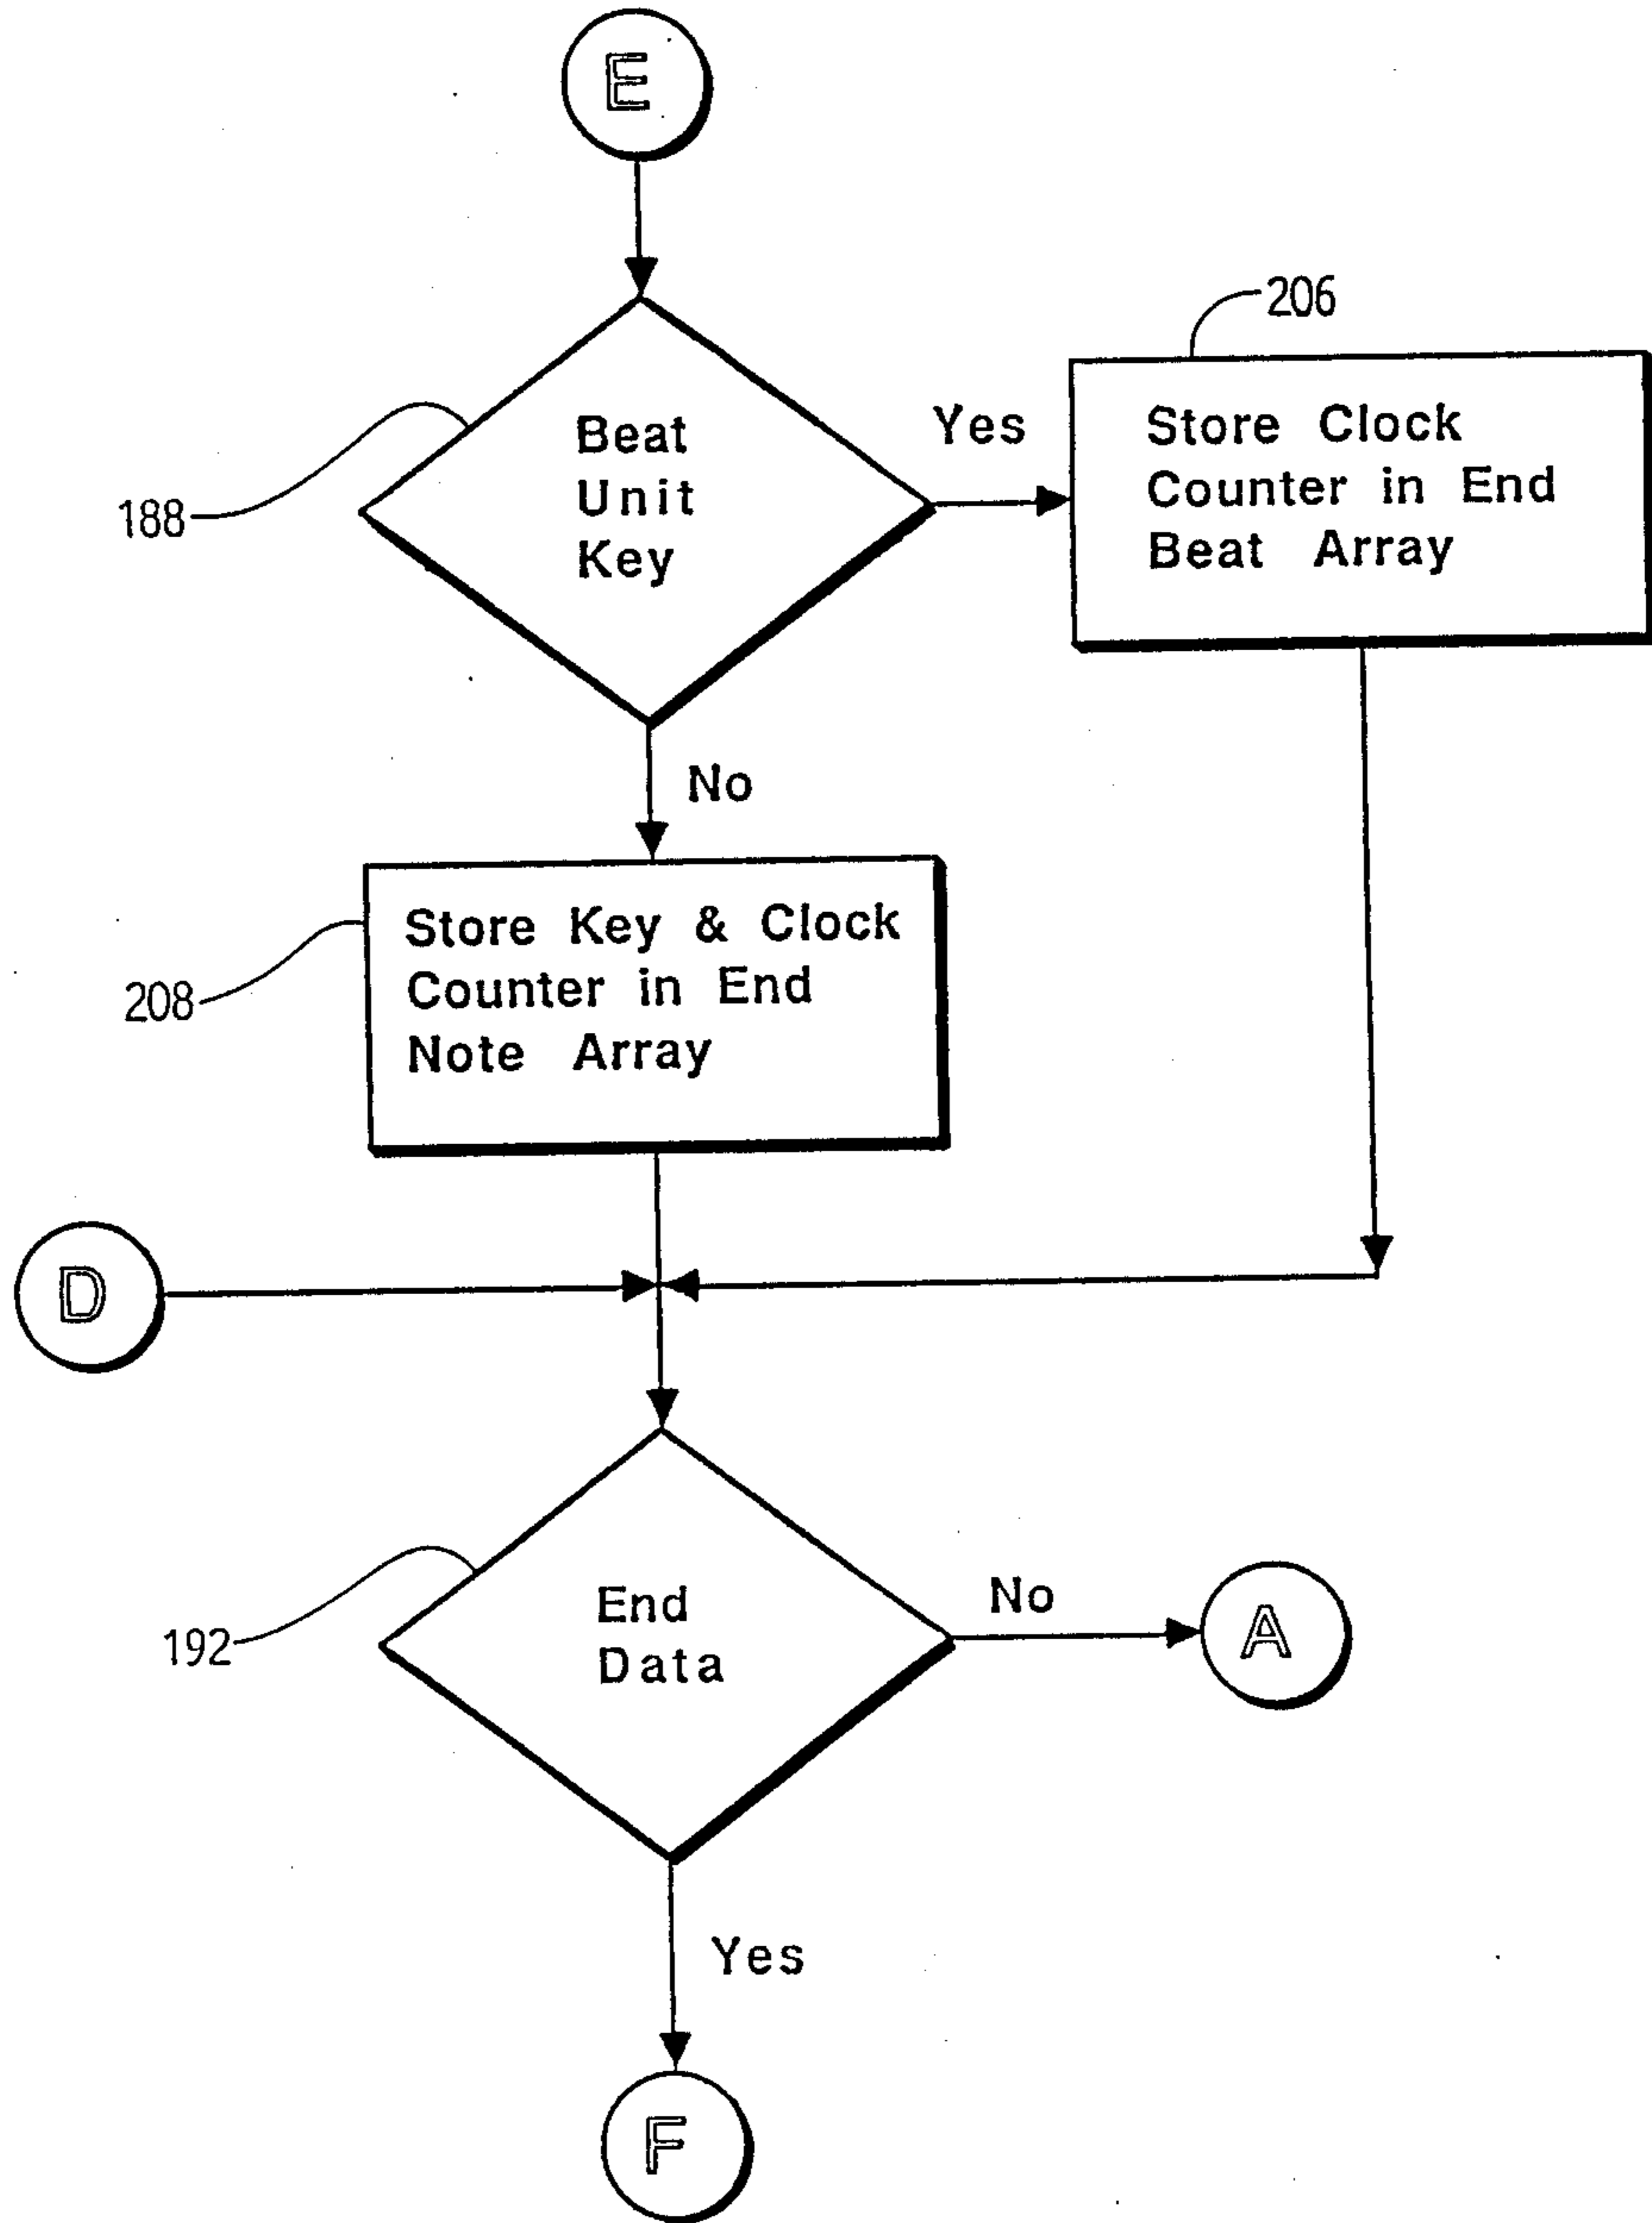 E
206
Beat
Unit
Key
188
Yes
Store Clock
Counter in End
Beat Array
No
Store Key & Clock
Counter in End
Note Array
208
D
End
Data
192
No
A
Yes
F